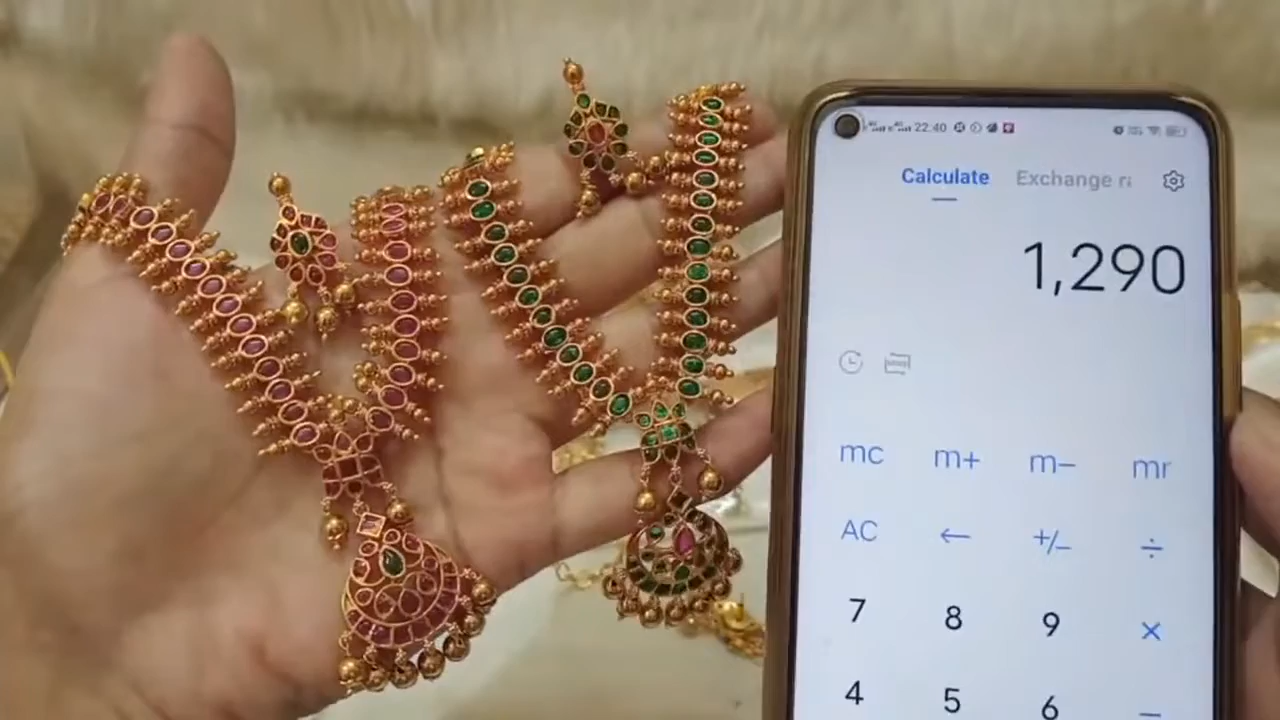 22:40
Calculate Exchange r
1,290
mc m+ m– mr
AC ← +/– ÷
7 8 9 ×
4 5 6 –